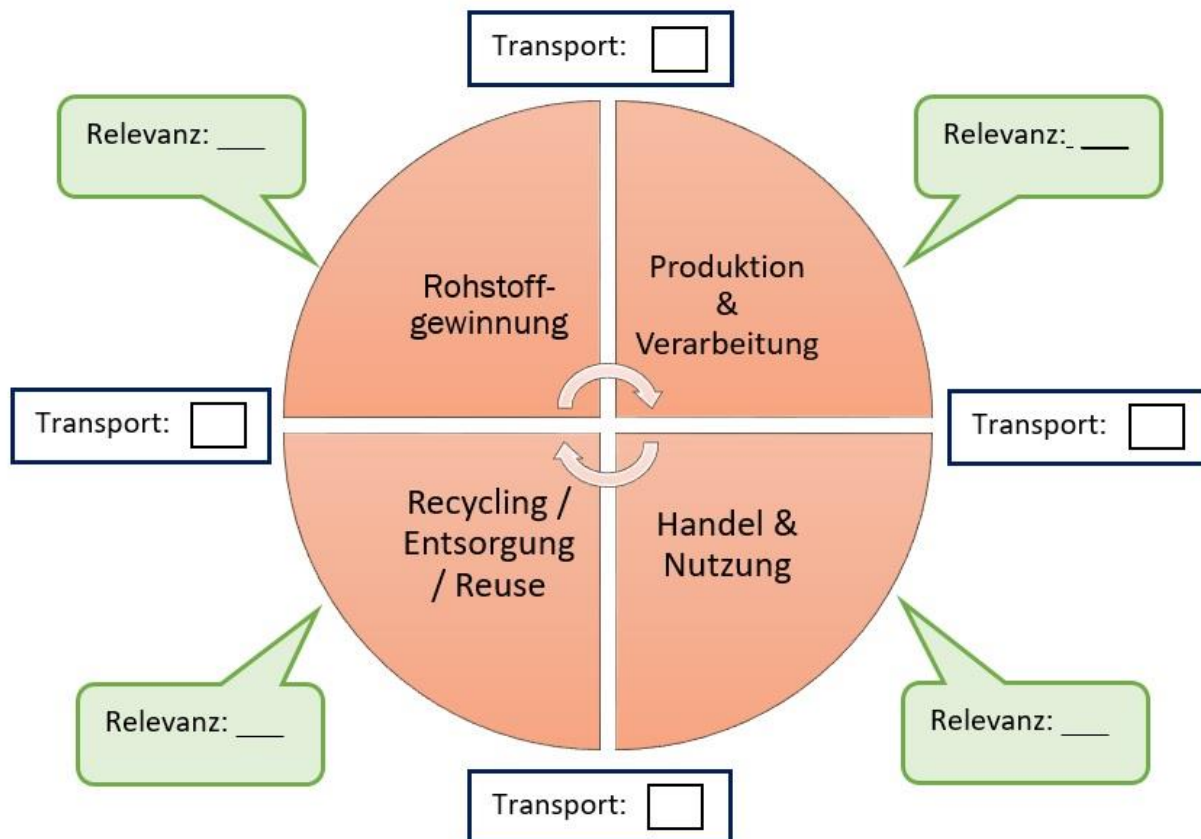 Transport:
Relevanz: ___
Relevanz:_ ___
Rohstoff-
gewinnung
Produktion
&
Verarbeitung
Transport:
Transport:
Recycling /
Entsorgung
/ Reuse
Handel &
Nutzung
Relevanz: ___
Relevanz: ___
Transport: